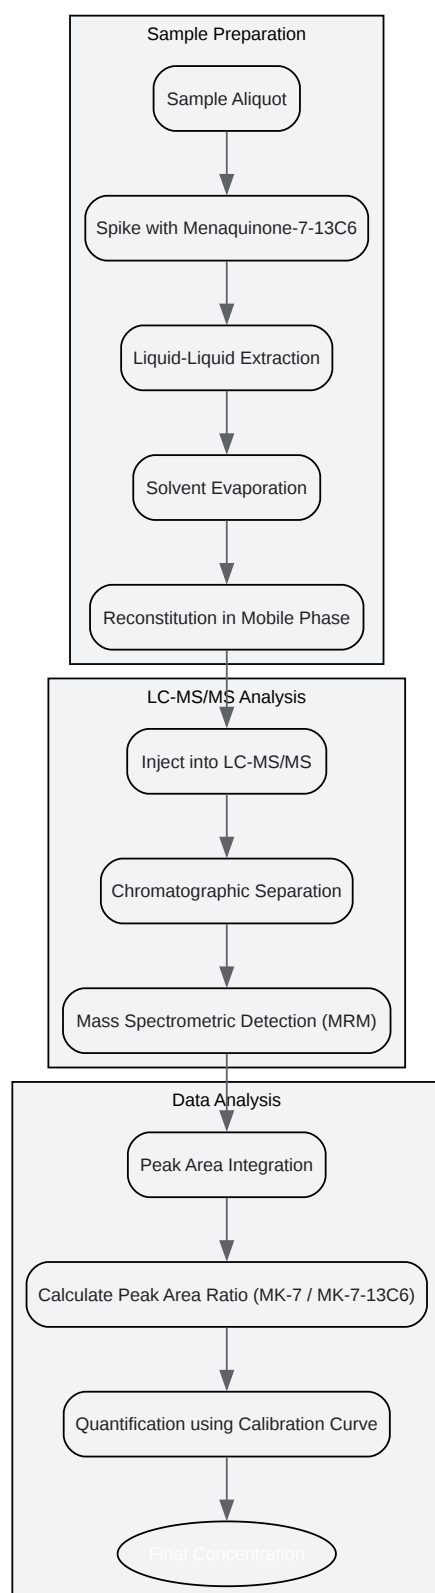 Sample Preparation
Sample Aliquot
Spike with Menaquinone-7-13C6
Liquid-Liquid Extraction
Solvent Evaporation
Reconstitution in Mobile Phase
LC-MS/MS Analysis
Inject into LC-MS/MS
Chromatographic Separation
Mass Spectrometric Detection (MRM)
Data Analysis
Peak Area Integration
Calculate Peak Area Ratio (MK-7 / MK-7-13C6)
Quantification using Calibration Curve
Final Concentration